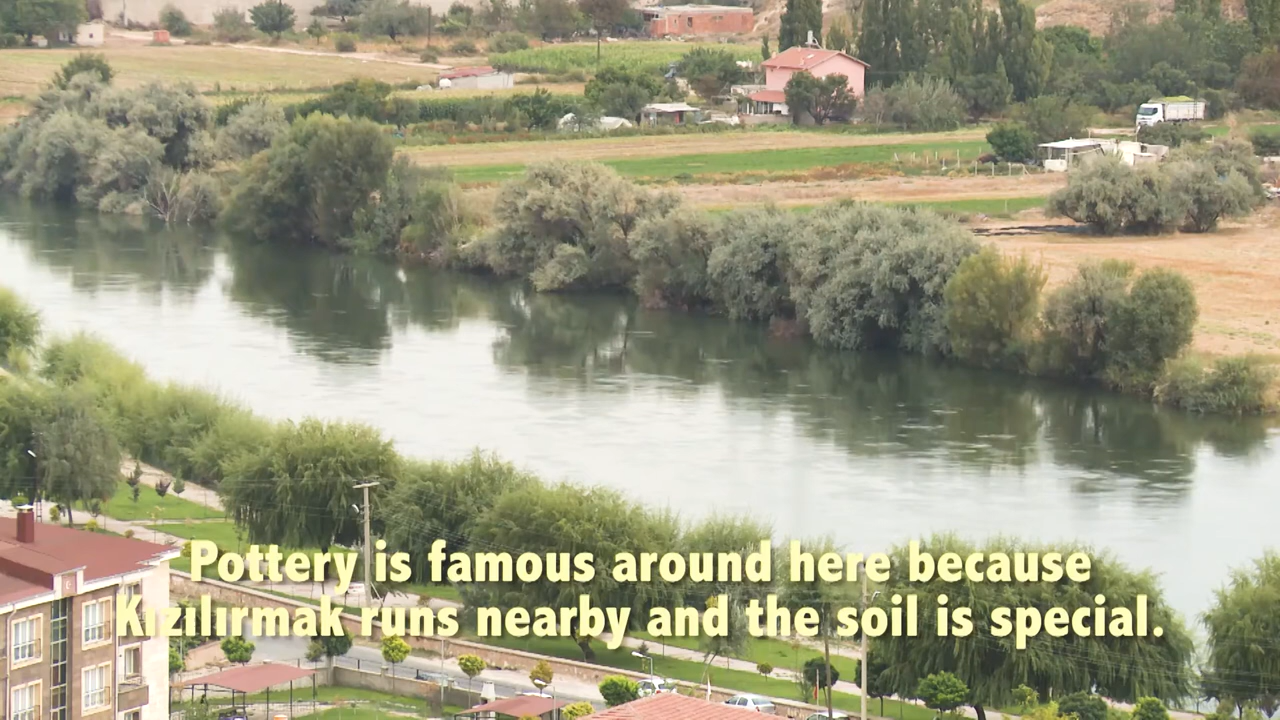 Pottery is famous around here because
Kızılırmak runs nearby and the soil is special.